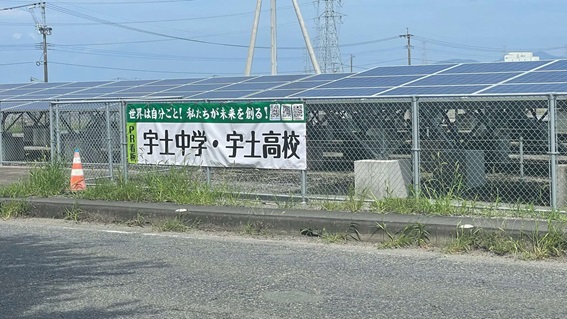 世界は自分ごと! 私たちが未来を創る!
PR看板
宇土中学・宇土高校